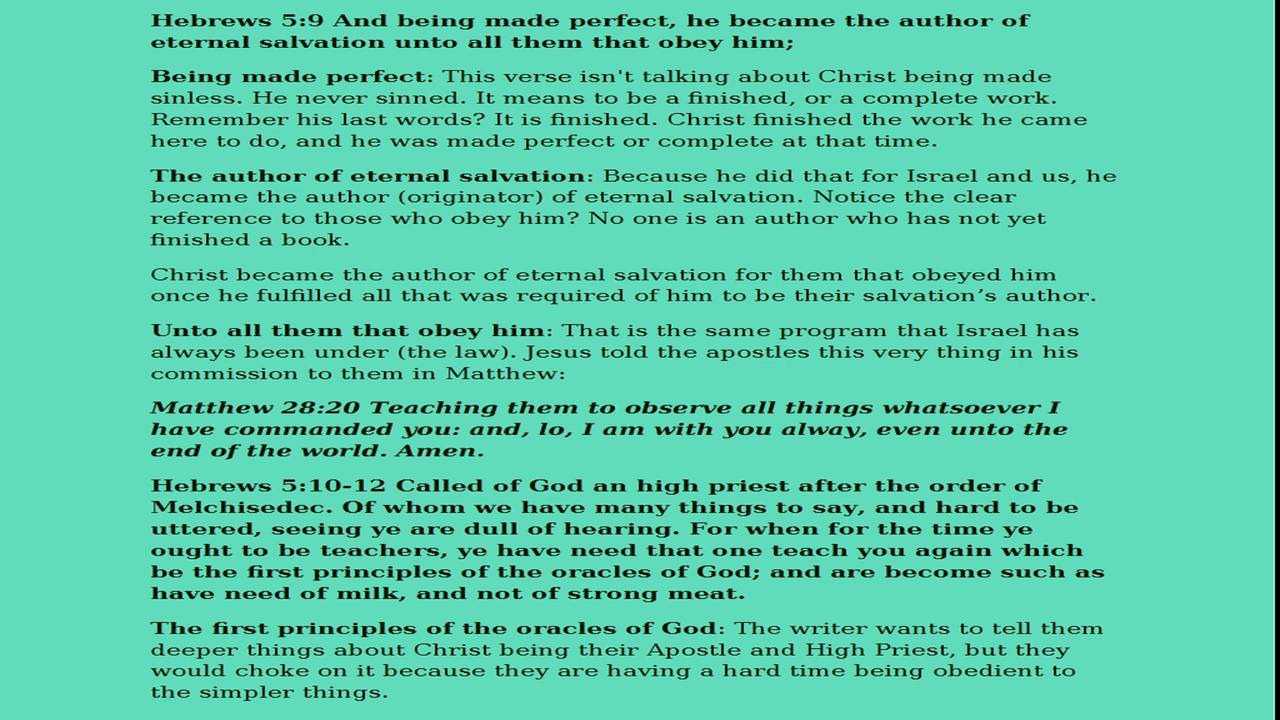 Hebrews 5:9 And being made perfect, he became the author of
eternal salvation unto all them that obey him;
Being made perfect: This verse isn't talking about Christ being made
sinless. He never sinned. It means to be a finished, or a complete work.
Remember his last words? It is finished. Christ finished the work he came
here to do, and he was made perfect or complete at that time.
The author of eternal salvation: Because he did that for Israel and us, he
became the author (originator) of eternal salvation. Notice the clear
reference to those who obey him? No one is an author who has not yet
finished a book.
Christ became the author of eternal salvation for them that obeyed him
once he fulfilled all that was required of him to be their salvation’s author.
Unto all them that obey him: That is the same program that Israel has
always been under (the law). Jesus told the apostles this very thing in his
commission to them in Matthew:
Matthew 28:20 Teaching them to observe all things whatsoever I
have commanded you: and, lo, I am with you alway, even unto the
end of the world. Amen.
Hebrews 5:10-12 Called of God an high priest after the order of
Melchisedec. Of whom we have many things to say, and hard to be
uttered, seeing ye are dull of hearing. For when for the time ye
ought to be teachers, ye have need that one teach you again which
be the first principles of the oracles of God; and are become such as
have need of milk, and not of strong meat.
The first principles of the oracles of God: The writer wants to tell them
deeper things about Christ being their Apostle and High Priest, but they
would choke on it because they are having a hard time being obedient to
the simpler things.